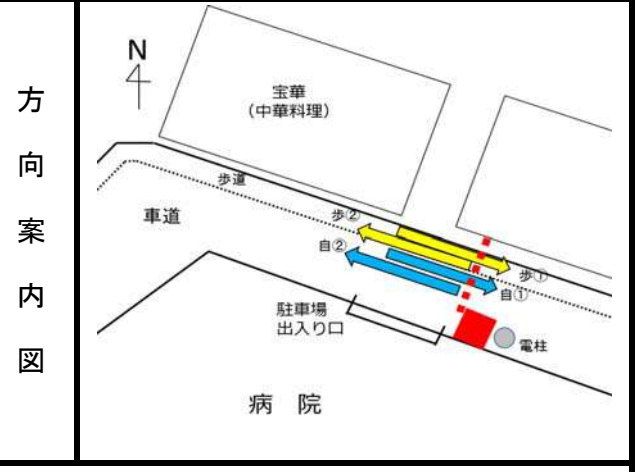 方向案内図
N
宝華
(中華料理)
歩道
車道
歩②
自②
歩①
自①
駐車場
出入り口
電柱
病院